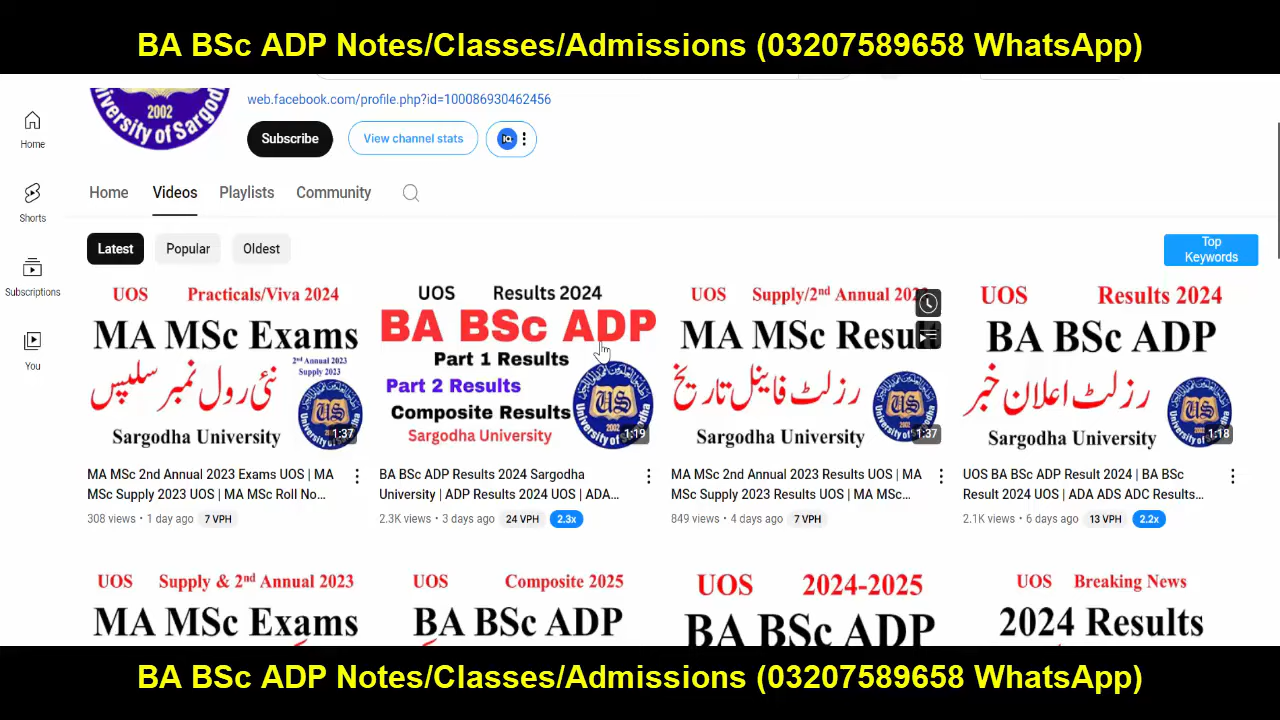 BA BSc ADP Notes/Classes/Admissions (03207589658 WhatsApp)
2002
University of Sargodha
web.facebook.com/profile.php?id=100086930462456
Subscribe
View channel stats
Home
Shorts
Subscriptions
You
Home Videos Playlists Community
Latest Popular Oldest
Top Keywords
UOS Practicals/Viva 2024
MA MSc Exams
2nd Annual 2023
Supply 2023
نئی رول نمبر سلیپس
Sargodha University
1:37
MA MSc 2nd Annual 2023 Exams UOS | MA
MSc Supply 2023 UOS | MA MSc Roll No...
308 views • 1 day ago 7 VPH
UOS Results 2024
BA BSc ADP
Part 1 Results
Part 2 Results
Composite Results
Sargodha University
1:19
BA BSc ADP Results 2024 Sargodha
University | ADP Results 2024 UOS | ADA...
2.3K views • 3 days ago 24 VPH 2.3x
UOS Supply/2nd Annual
MA MSc Result
رزلٹ فائنل تاریخ
Sargodha University
1:37
MA MSc 2nd Annual 2023 Results UOS | MA
MSc Supply 2023 Results UOS | MA MSc...
849 views • 4 days ago 7 VPH
UOS Results 2024
BA BSc ADP
رزلٹ اعلان خبر
Sargodha University
1:18
UOS BA BSc ADP Result 2024 | BA BSc
Result 2024 UOS | ADA ADS ADC Results...
2.1K views • 6 days ago 13 VPH 2.2x
UOS Supply & 2nd Annual 2023
MA MSc Exams
UOS Composite 2025
BA BSc ADP
UOS 2024-2025
BA BSc ADP
UOS Breaking News
2024 Results
BA BSc ADP Notes/Classes/Admissions (03207589658 WhatsApp)